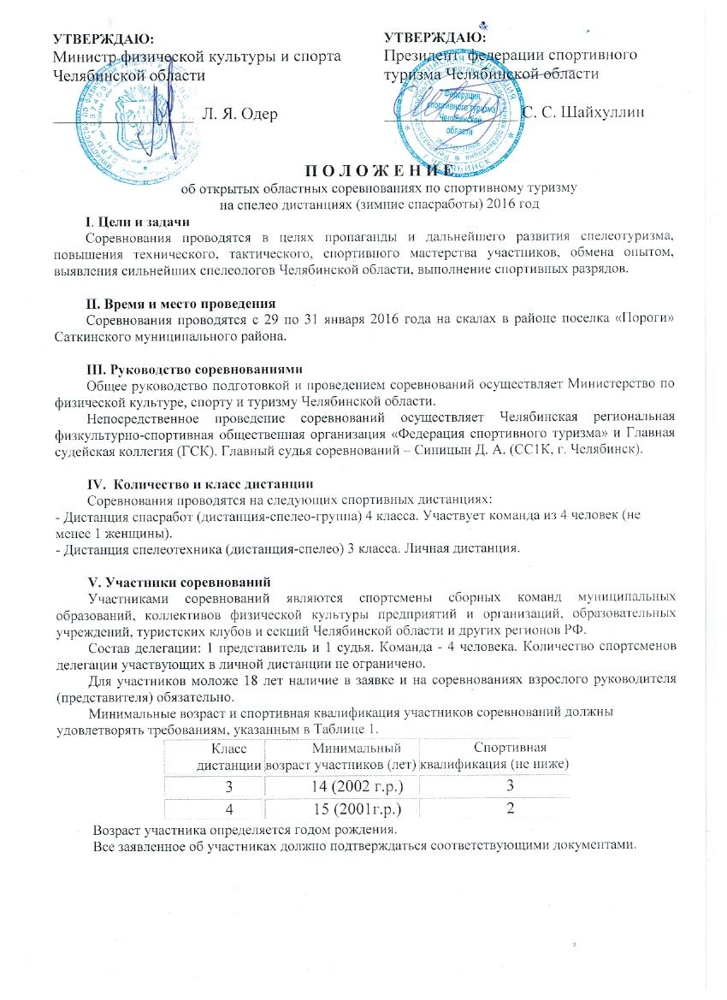 УТВЕРЖДАЮ:
Министр физической культуры и спорта
Челябинской области
Л. Я. Одер
УТВЕРЖДАЮ:
Президент федерации спортивного
туризма Челябинской области
С. С. Шайхуллин
Федерация
спортивного туризма
Челябинской
области
П О Л О Ж Е Н И Е
об открытых областных соревнованиях по спортивному туризму
на спелео дистанциях (зимние спасработы) 2016 год
I. Цели и задачи
Соревнования проводятся в целях пропаганды и дальнейшего развития спелеотуризма,
повышения технического, тактического, спортивного мастерства участников, обмена опытом,
выявления сильнейших спелеологов Челябинской области, выполнение спортивных разрядов.
II. Время и место проведения
Соревнования проводятся с 29 по 31 января 2016 года на скалах в районе поселка «Пороги»
Саткинского муниципального района.
III. Руководство соревнованиями
Общее руководство подготовкой и проведением соревнований осуществляет Министерство по
физической культуре, спорту и туризму Челябинской области.
Непосредственное проведение соревнований осуществляет Челябинская региональная
физкультурно-спортивная общественная организация «Федерация спортивного туризма» и Главная
судейская коллегия (ГСК). Главный судья соревнований – Синицын Д. А. (СС1К, г. Челябинск).
IV. Количество и класс дистанции
Соревнования проводятся на следующих спортивных дистанциях:
- Дистанция спасработ (дистанция-спелео-группа) 4 класса. Участвует команда из 4 человек (не
менее 1 женщины).
- Дистанция спелеотехника (дистанция-спелео) 3 класса. Личная дистанция.
V. Участники соревнований
Участниками соревнований являются спортсмены сборных команд муниципальных
образований, коллективов физической культуры предприятий и организаций, образовательных
учреждений, туристских клубов и секций Челябинской области и других регионов РФ.
Состав делегации: 1 представитель и 1 судья. Команда - 4 человека. Количество спортсменов
делегации участвующих в личной дистанции не ограничено.
Для участников моложе 18 лет наличие в заявке и на соревнованиях взрослого руководителя
(представителя) обязательно.
Минимальные возраст и спортивная квалификация участников соревнований должны
удовлетворять требованиям, указанным в Таблице 1.
Класс дистанции Минимальный возраст участников (лет) Спортивная квалификация (не ниже)
3 14 (2002 г.р.) 3
4 15 (2001г.р.) 2
Возраст участника определяется годом рождения.
Все заявленное об участниках должно подтверждаться соответствующими документами.